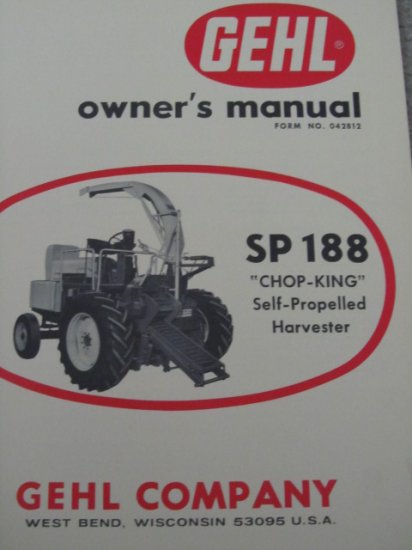 GEHL®
owner's manual
FORM NO. 042812
SP 188
"CHOP-KING"
Self-Propelled
Harvester
GEHL COMPANY
WEST BEND, WISCONSIN 53095 U.S.A.